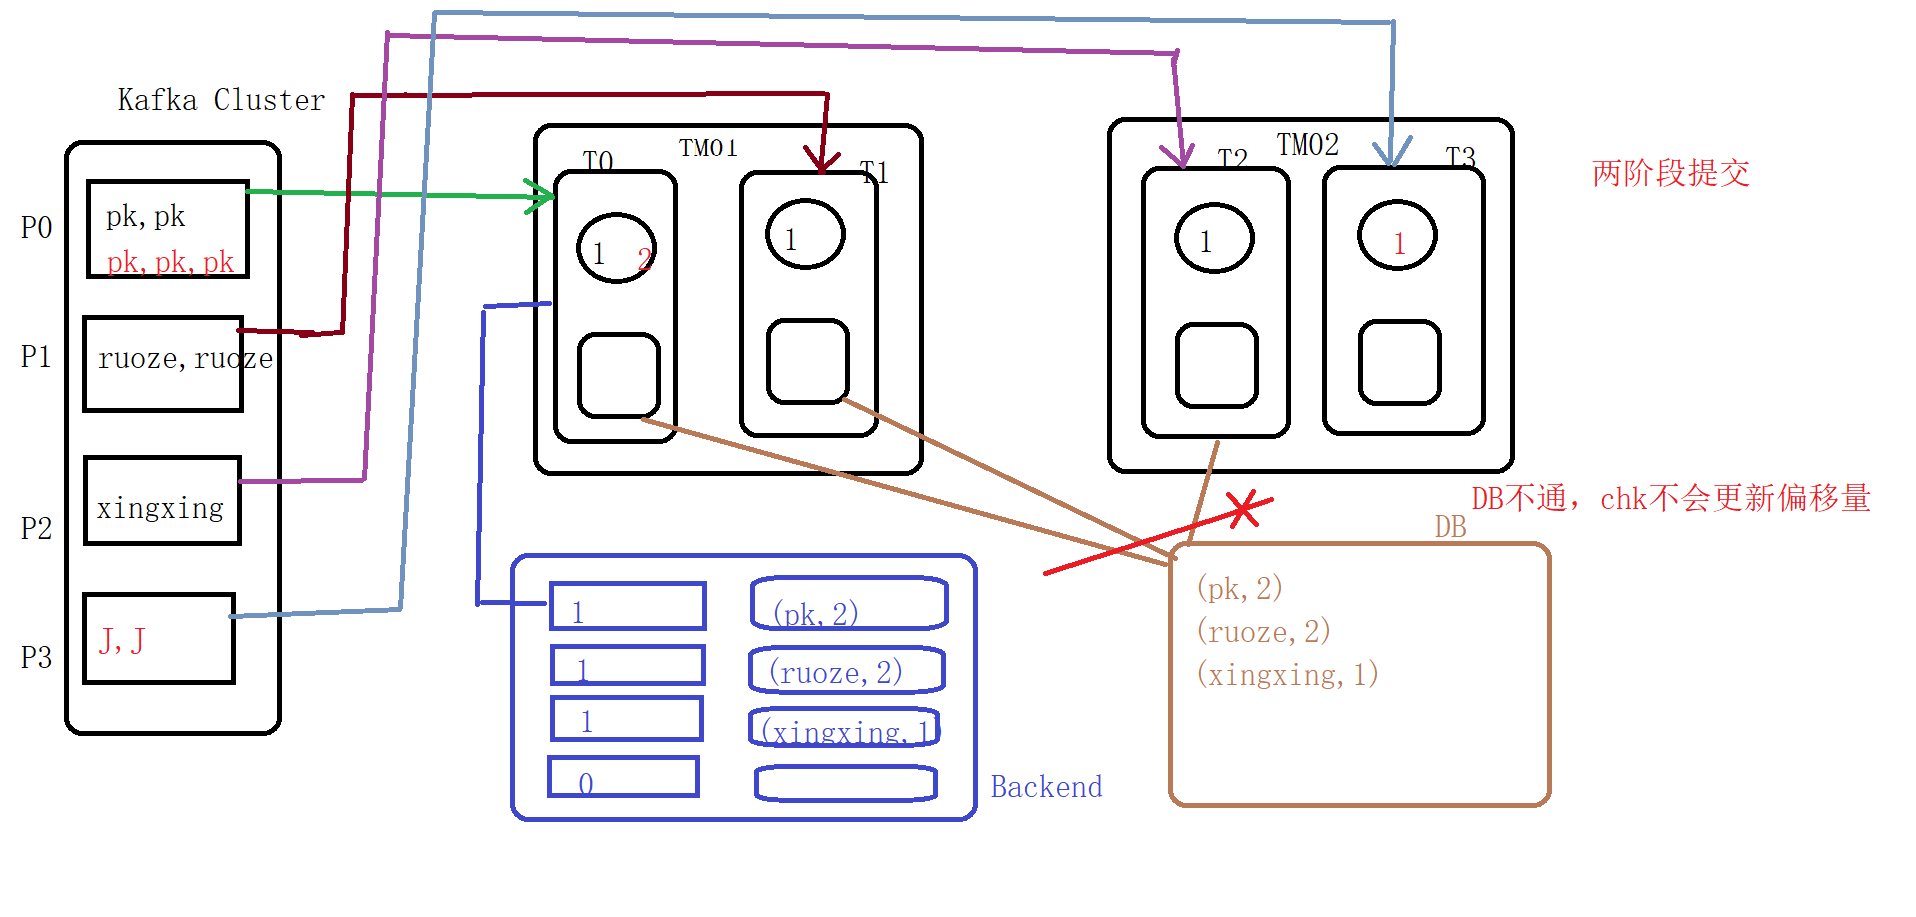 Kafka Cluster
P0
pk,pk
pk,pk,pk
P1
ruoze,ruoze
P2
xingxing
P3
J,J
TM01
T0
1 2
T1
1
TM02
T2
1
T3
1
两阶段提交
DB不通，chk不会更新偏移量
DB
(pk,2)
(ruoze,2)
(xingxing,1)
1 (pk,2)
1 (ruoze,2)
1 (xingxing,1)
0
Backend